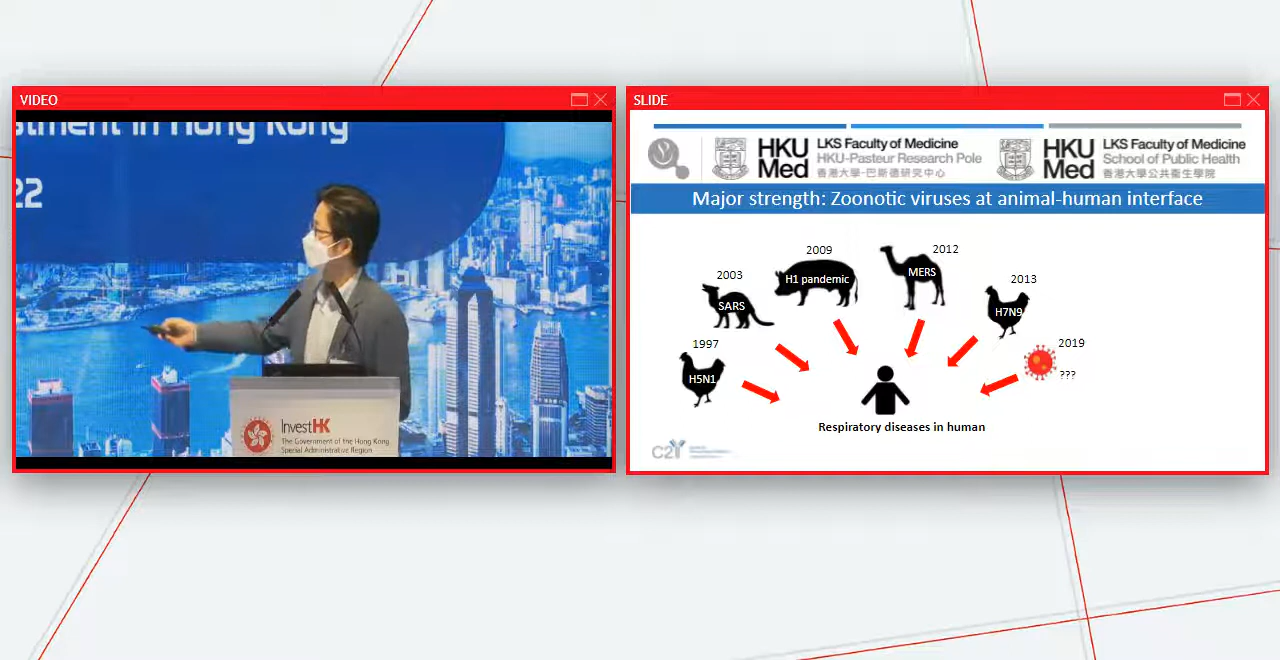 VIDEO
stment in Hong Kong
22
InvestHK
The Government of the Hong Kong
Special Administrative Region
SLIDE
HKU
Med
LKS Faculty of Medicine
HKU-Pasteur Research Pole
香港大學-巴斯德研究中心
HKU
Med
LKS Faculty of Medicine
School of Public Health
香港大學公共衞生學院
Major strength: Zoonotic viruses at animal-human interface
2009
H1 pandemic
2012
MERS
2003
SARS
2013
H7N9
1997
H5N1
2019
???
Respiratory diseases in human
C2i